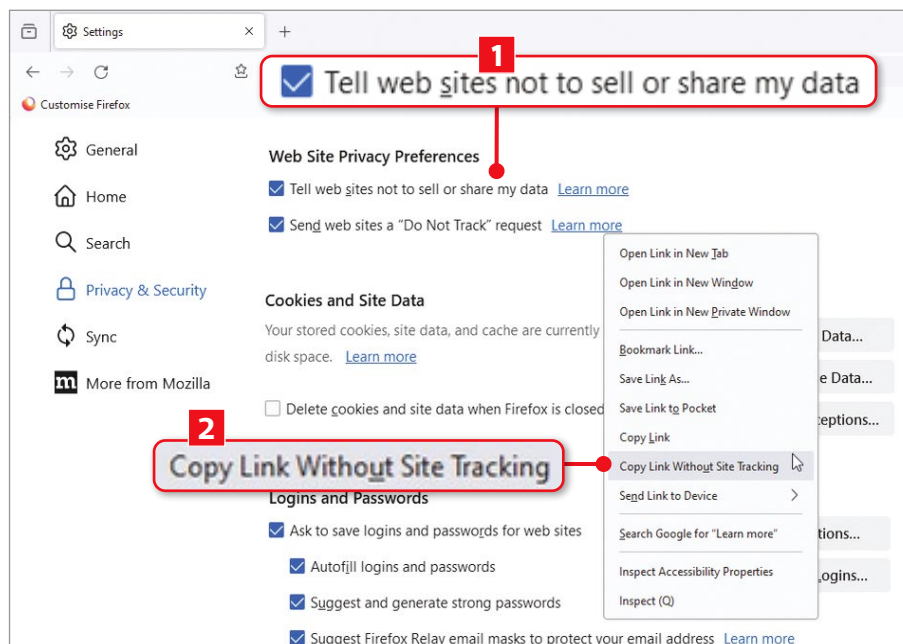 Settings
1
Tell web sites not to sell or share my data
Customise Firefox
General
Home
Search
Privacy & Security
Sync
m More from Mozilla
Web Site Privacy Preferences
Tell web sites not to sell or share my data Learn more
Send web sites a “Do Not Track” request Learn more
Cookies and Site Data
Your stored cookies, site data, and cache are currently
disk space. Learn more
Delete cookies and site data when Firefox is closed
Data...
e Data...
ceptions...
2
Copy Link Without Site Tracking
Open Link in New Tab
Open Link in New Window
Open Link in New Private Window
Bookmark Link...
Save Link As...
Save Link to Pocket
Copy Link
Copy Link Without Site Tracking
Send Link to Device
Search Google for “Learn more”
Inspect Accessibility Properties
Inspect (Q)
Logins and Passwords
Ask to save logins and passwords for web sites
tions...
Autofill logins and passwords
ogins...
Suggest and generate strong passwords
Suggest Firefox Relay email masks to protect your email address Learn more